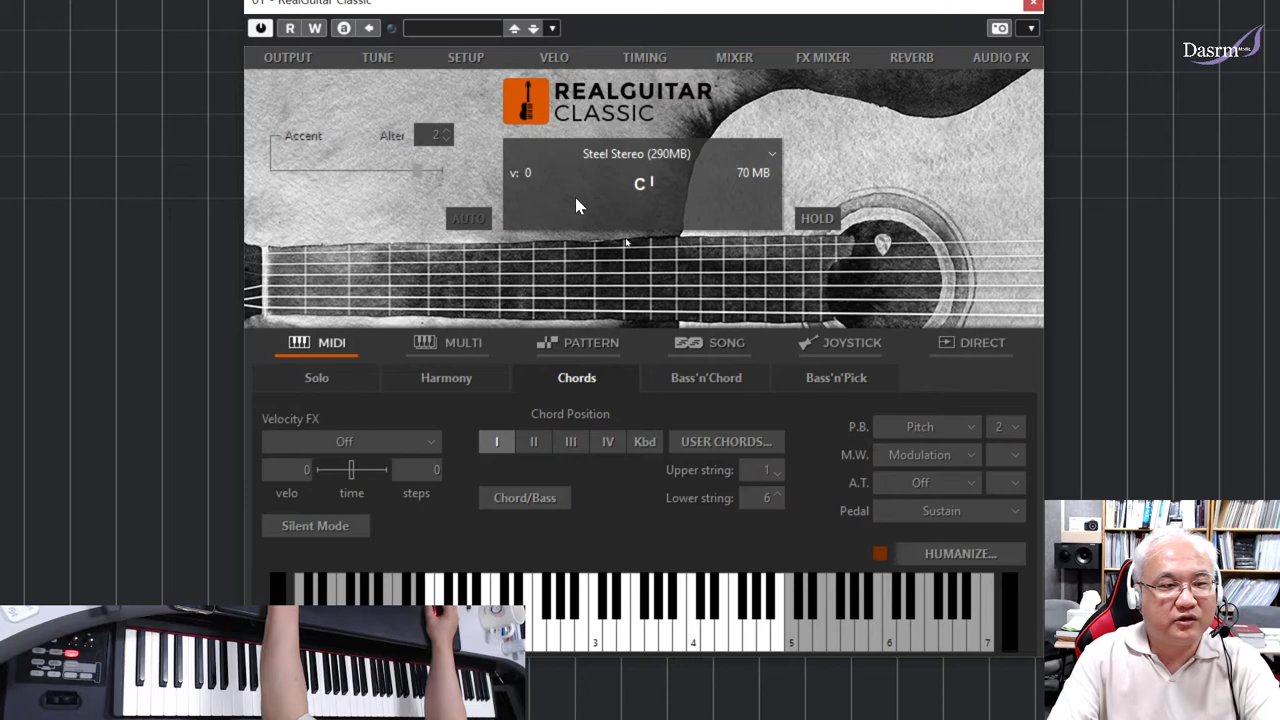 01 - RealGuitar Classic
R W a
Dasrm
OUTPUT TUNE SETUP VELO TIMING MIXER FX MIXER REVERB AUDIO FX
REALGUITAR
CLASSIC
Accent Alter 2
Steel Stereo (290MB)
v: 0 70 MB
C I
AUTO HOLD
MIDI MULTI PATTERN SONG JOYSTICK DIRECT
Solo Harmony Chords Bass'n'Chord Bass'n'Pick
Velocity FX
Off
0 0
velo time steps
Silent Mode
Chord Position
I II III IV Kbd USER CHORDS...
Upper string: 1
Chord/Bass Lower string: 6
P.B. Pitch 2
M.W. Modulation
A.T. Off
Pedal Sustain
HUMANIZE...
3 4 5 6 7